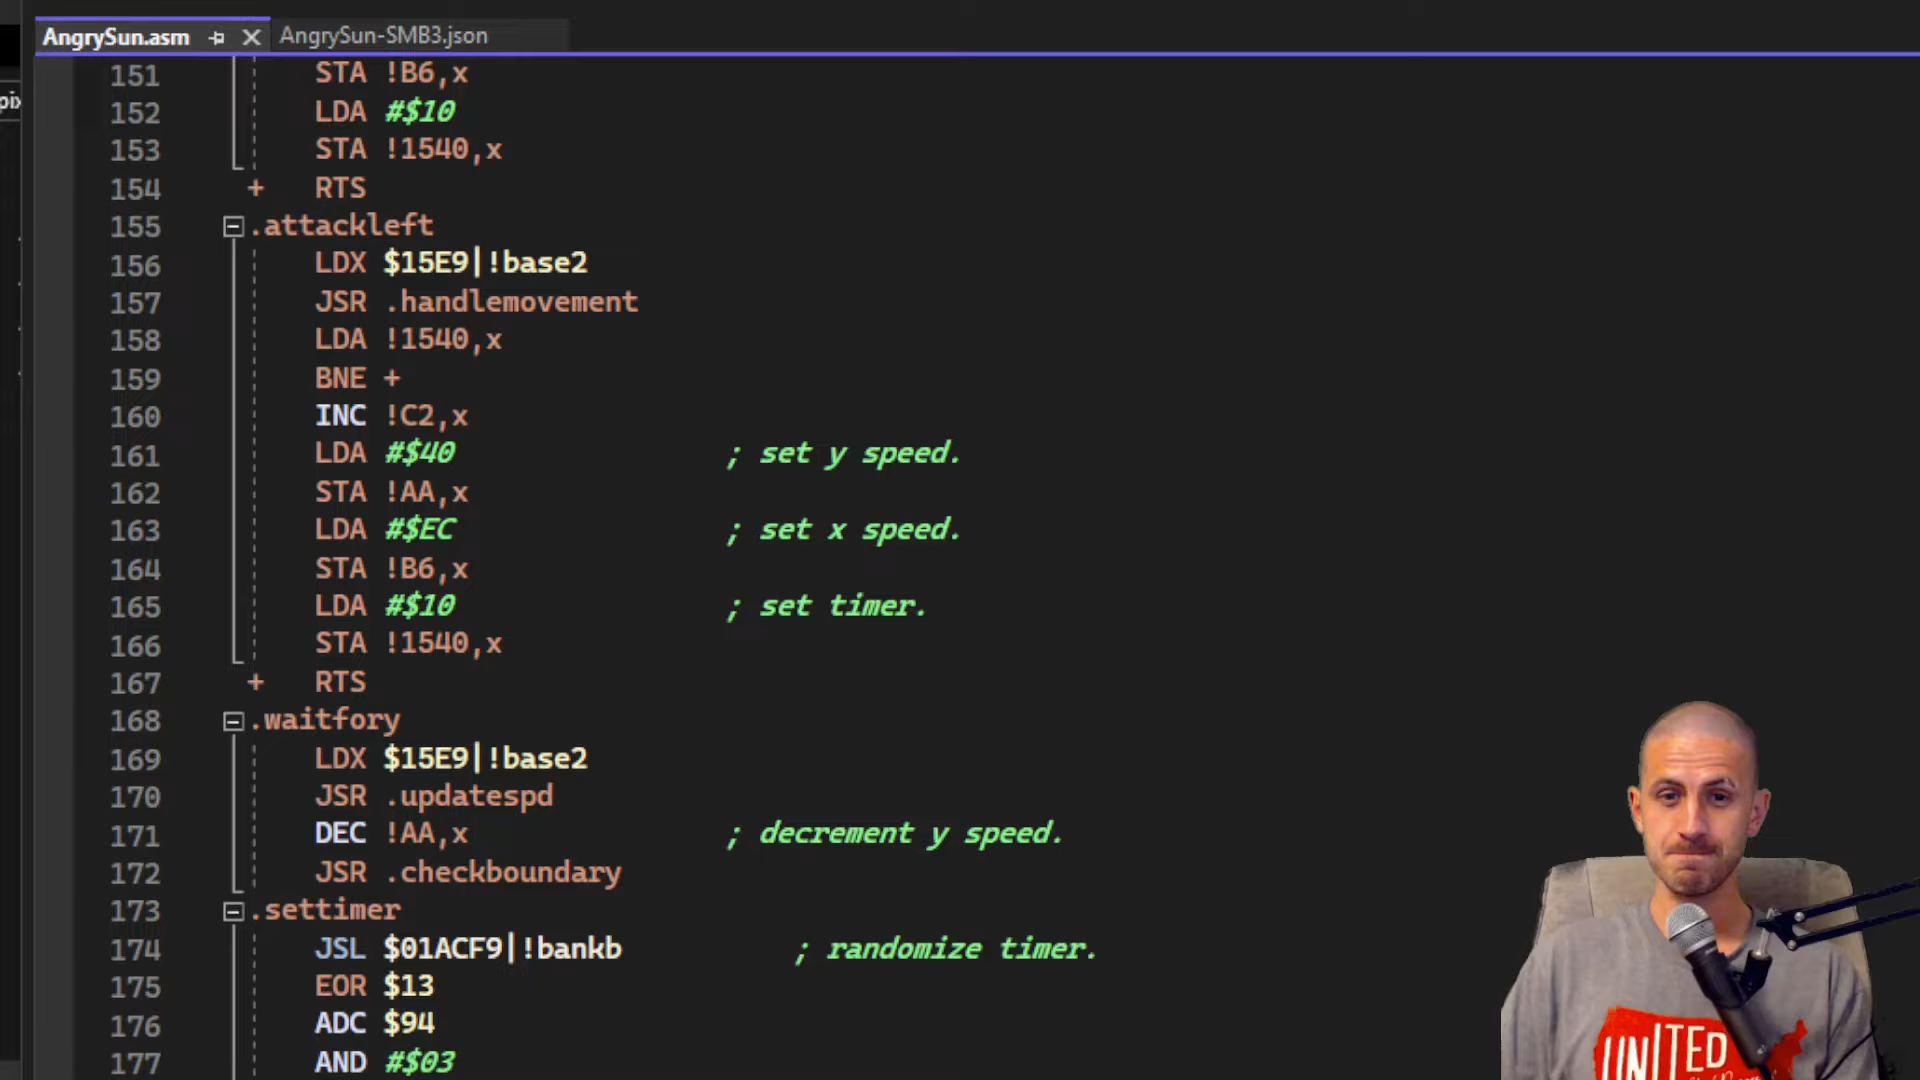 AngrySun.asm
AngrySun-SMB3.json
pix
151 STA !B6,x
152 LDA #$10
153 STA !1540,x
154 + RTS
155 .attackleft
156 LDX $15E9|!base2
157 JSR .handlemovement
158 LDA !1540,x
159 BNE +
160 INC !C2,x
161 LDA #$40 ; set y speed.
162 STA !AA,x
163 LDA #$EC ; set x speed.
164 STA !B6,x
165 LDA #$10 ; set timer.
166 STA !1540,x
167 + RTS
168 .waitfory
169 LDX $15E9|!base2
170 JSR .updatespd
171 DEC !AA,x ; decrement y speed.
172 JSR .checkboundary
173 .settimer
174 JSL $01ACF9|!bankb ; randomize timer.
175 EOR $13
176 ADC $94
177 AND #$03
UNITED